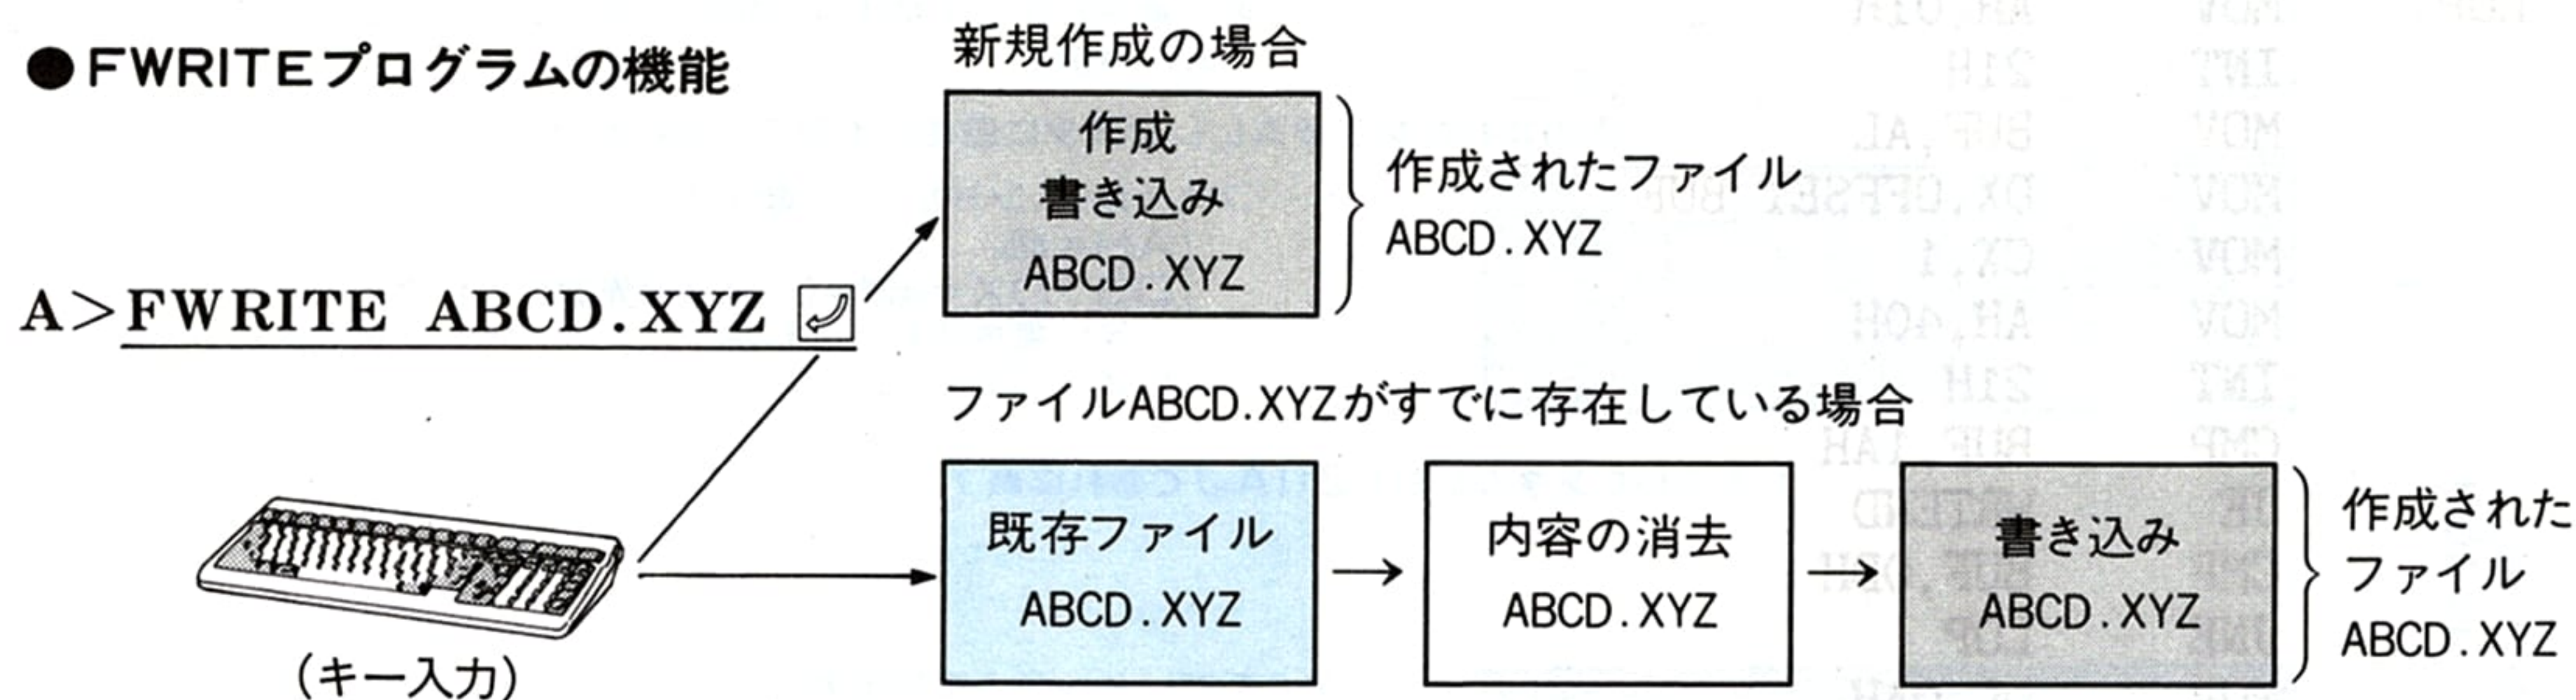 ●FWRITEプログラムの機能
新規作成の場合
作成
書き込み
ABCD.XYZ
作成されたファイル
ABCD.XYZ
A>FWRITE ABCD.XYZ
ファイルABCD.XYZがすでに存在している場合
既存ファイル
ABCD.XYZ
内容の消去
ABCD.XYZ
書き込み
ABCD.XYZ
作成された
ファイル
ABCD.XYZ
(キー入力)